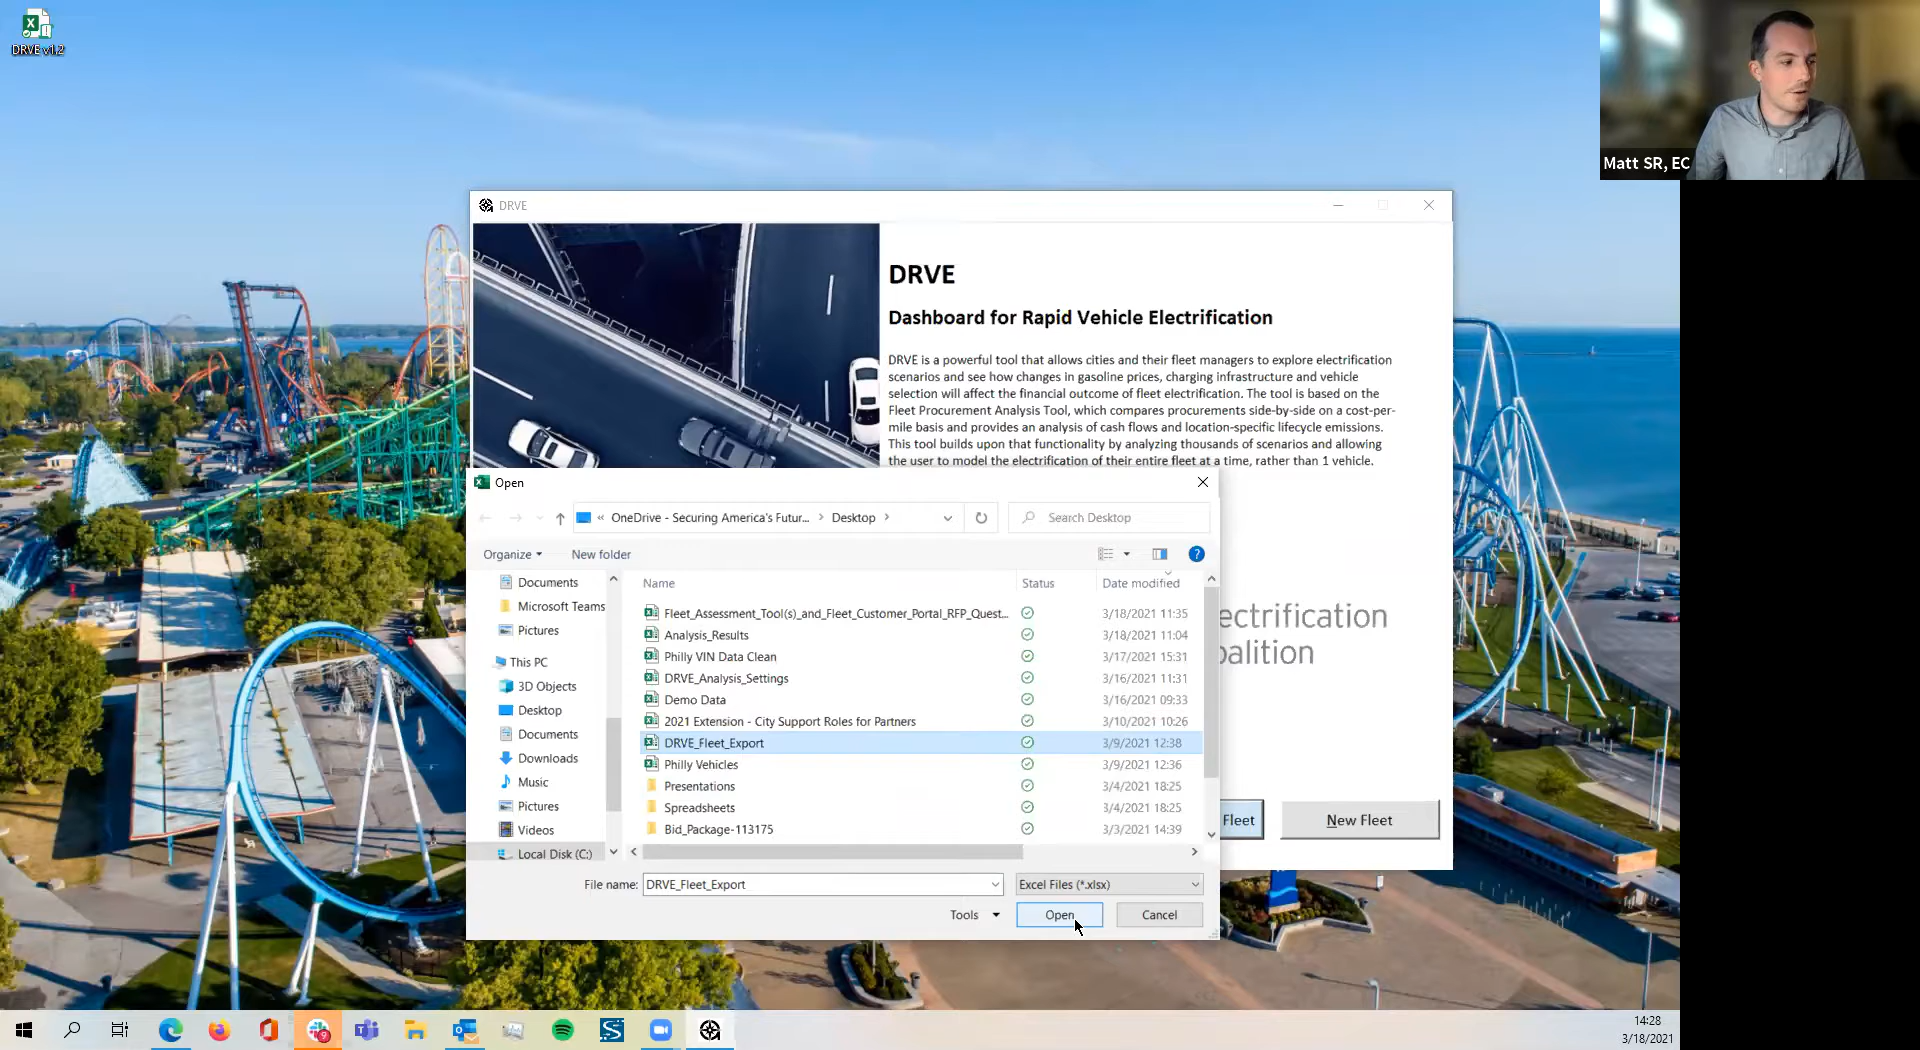 DRVE v1.2
Matt SR, EC
DRVE
DRVE
Dashboard for Rapid Vehicle Electrification
DRVE is a powerful tool that allows cities and their fleet managers to explore electrification
scenarios and see how changes in gasoline prices, charging infrastructure and vehicle
selection will affect the financial outcome of fleet electrification. The tool is based on the
Fleet Procurement Analysis Tool, which compares procurements side-by-side on a cost-per-
mile basis and provides an analysis of cash flows and location-specific lifecycle emissions.
This tool builds upon that functionality by analyzing thousands of scenarios and allowing
the user to model the electrification of their entire fleet at a time, rather than 1 vehicle.
Open
« OneDrive - Securing America's Futur... > Desktop >
Search Desktop
Organize
New folder
Documents
Microsoft Teams
Pictures
This PC
3D Objects
Desktop
Documents
Downloads
Music
Pictures
Videos
Local Disk (C:)
Name Status Date modified
Fleet_Assessment_Tool(s)_and_Fleet_Customer_Portal_RFP_Quest... 3/18/2021 11:35
Analysis_Results 3/18/2021 11:04
Philly VIN Data Clean 3/17/2021 15:31
DRVE_Analysis_Settings 3/16/2021 11:31
Demo Data 3/16/2021 09:33
2021 Extension - City Support Roles for Partners 3/10/2021 10:26
DRVE_Fleet_Export 3/9/2021 12:38
Philly Vehicles 3/9/2021 12:36
Presentations 3/4/2021 18:25
Spreadsheets 3/4/2021 18:25
Bid_Package-113175 3/3/2021 14:39
File name: DRVE_Fleet_Export
Excel Files (*.xlsx)
Tools
Open
Cancel
ectrification
oalition
Fleet
New Fleet
14:28
3/18/2021